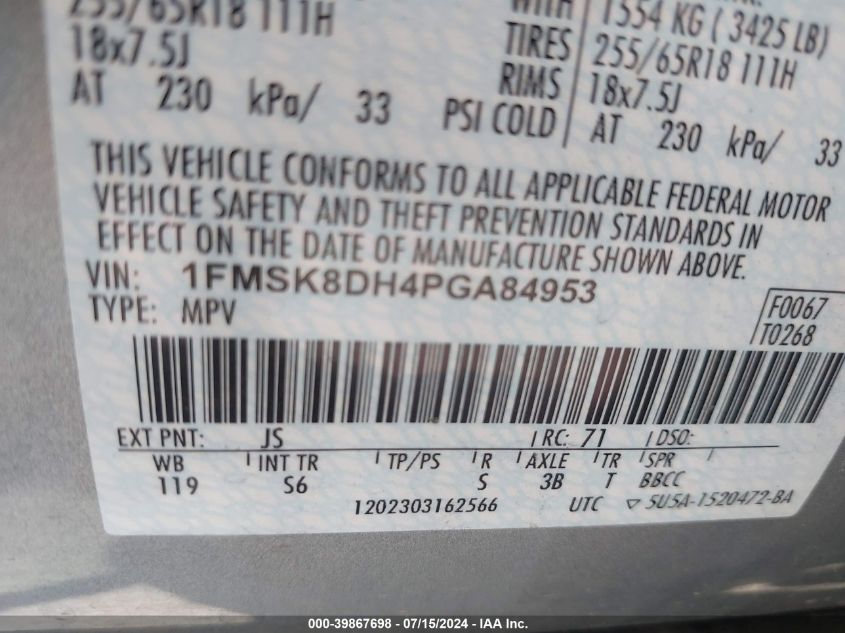 255/65R18 111H
18x7.5J
AT 230 kPa/ 33 PSI COLD
WITH 1554 KG ( 3425 LB)
TIRES 255/65R18 111H
RIMS 18x7.5J
AT 230 kPa/ 33
THIS VEHICLE CONFORMS TO ALL APPLICABLE FEDERAL MOTOR
VEHICLE SAFETY AND THEFT PREVENTION STANDARDS IN
EFFECT ON THE DATE OF MANUFACTURE SHOWN ABOVE.
VIN: 1FMSK8DH4PGA84953
TYPE: MPV
F0067
T0268
EXT PNT: JS RC: 71 DSO:
WB INT TR TP/PS R AXLE TR SPR
119 S6 S 3B T BBCC
1202303162566 UTC ▽ 5U5A-1520472-BA
000-39867698 / 07/15/2024 - IAA Inc.